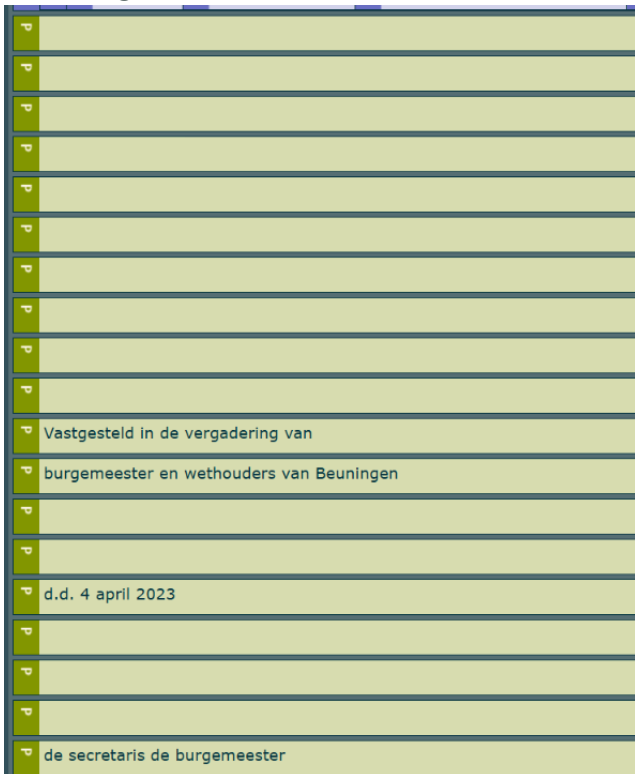 P
P
P
P
P
P
P
P
P
P
P Vastgesteld in de vergadering van
P burgemeester en wethouders van Beuningen
P
P
P d.d. 4 april 2023
P
P
P
P de secretaris de burgemeester